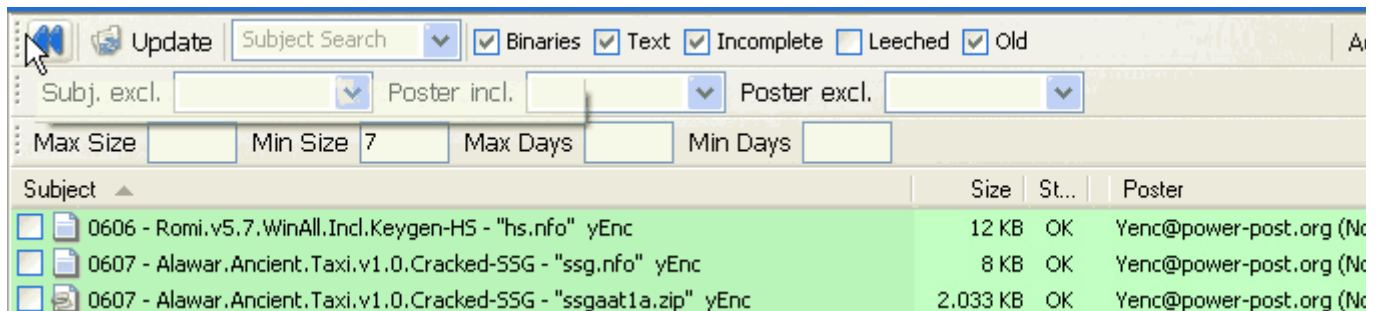 Update Subject Search Binaries Text Incomplete Leeched Old
Subj. excl. Poster incl. Poster excl.
Max Size Min Size 7 Max Days Min Days
Subject Size St... Poster
0606 - Romi.v5.7.WinAll.Incl.Keygen-HS - "hs.nfo" yEnc 12 KB OK Yenc@power-post.org (No
0607 - Alawar.Ancient.Taxi.v1.0.Cracked-SSG - "ssg.nfo" yEnc 8 KB OK Yenc@power-post.org (No
0607 - Alawar.Ancient.Taxi.v1.0.Cracked-SSG - "ssgaat1a.zip" yEnc 2.033 KB OK Yenc@power-post.org (No